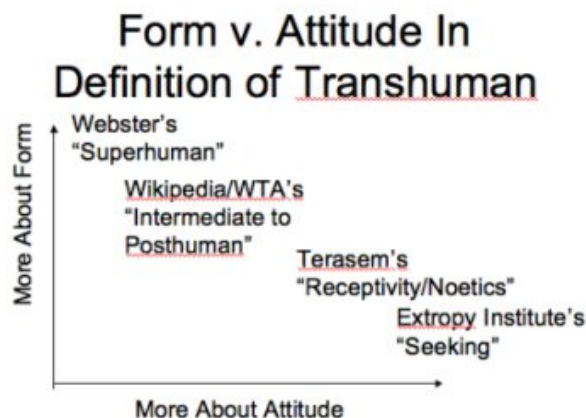 Form v. Attitude In
Definition of Transhuman
More About Form
Webster's
“Superhuman”
Wikipedia/WTA's
“Intermediate to
Posthuman”
Terasem's
“Receptivity/Noetics”
Extropy Institute's
“Seeking”
More About Attitude